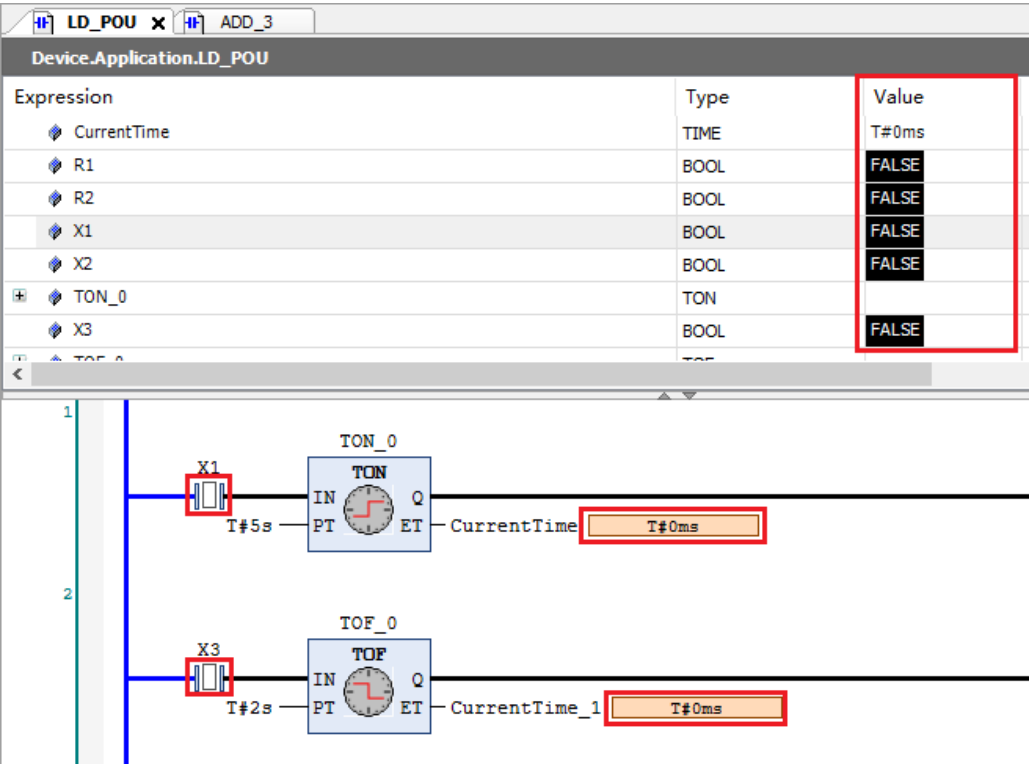 LD_POU ADD_3
Device.Application.LD_POU
Expression Type Value
CurrentTime TIME T#0ms
R1 BOOL FALSE
R2 BOOL FALSE
X1 BOOL FALSE
X2 BOOL FALSE
TON_0 TON
X3 BOOL FALSE
TOF_0 TOF
1
TON_0
X1 TON
IN Q
T#5s PT ET CurrentTime T#0ms
2
TOF_0
X3 TOF
IN Q
T#2s PT ET CurrentTime_1 T#0ms